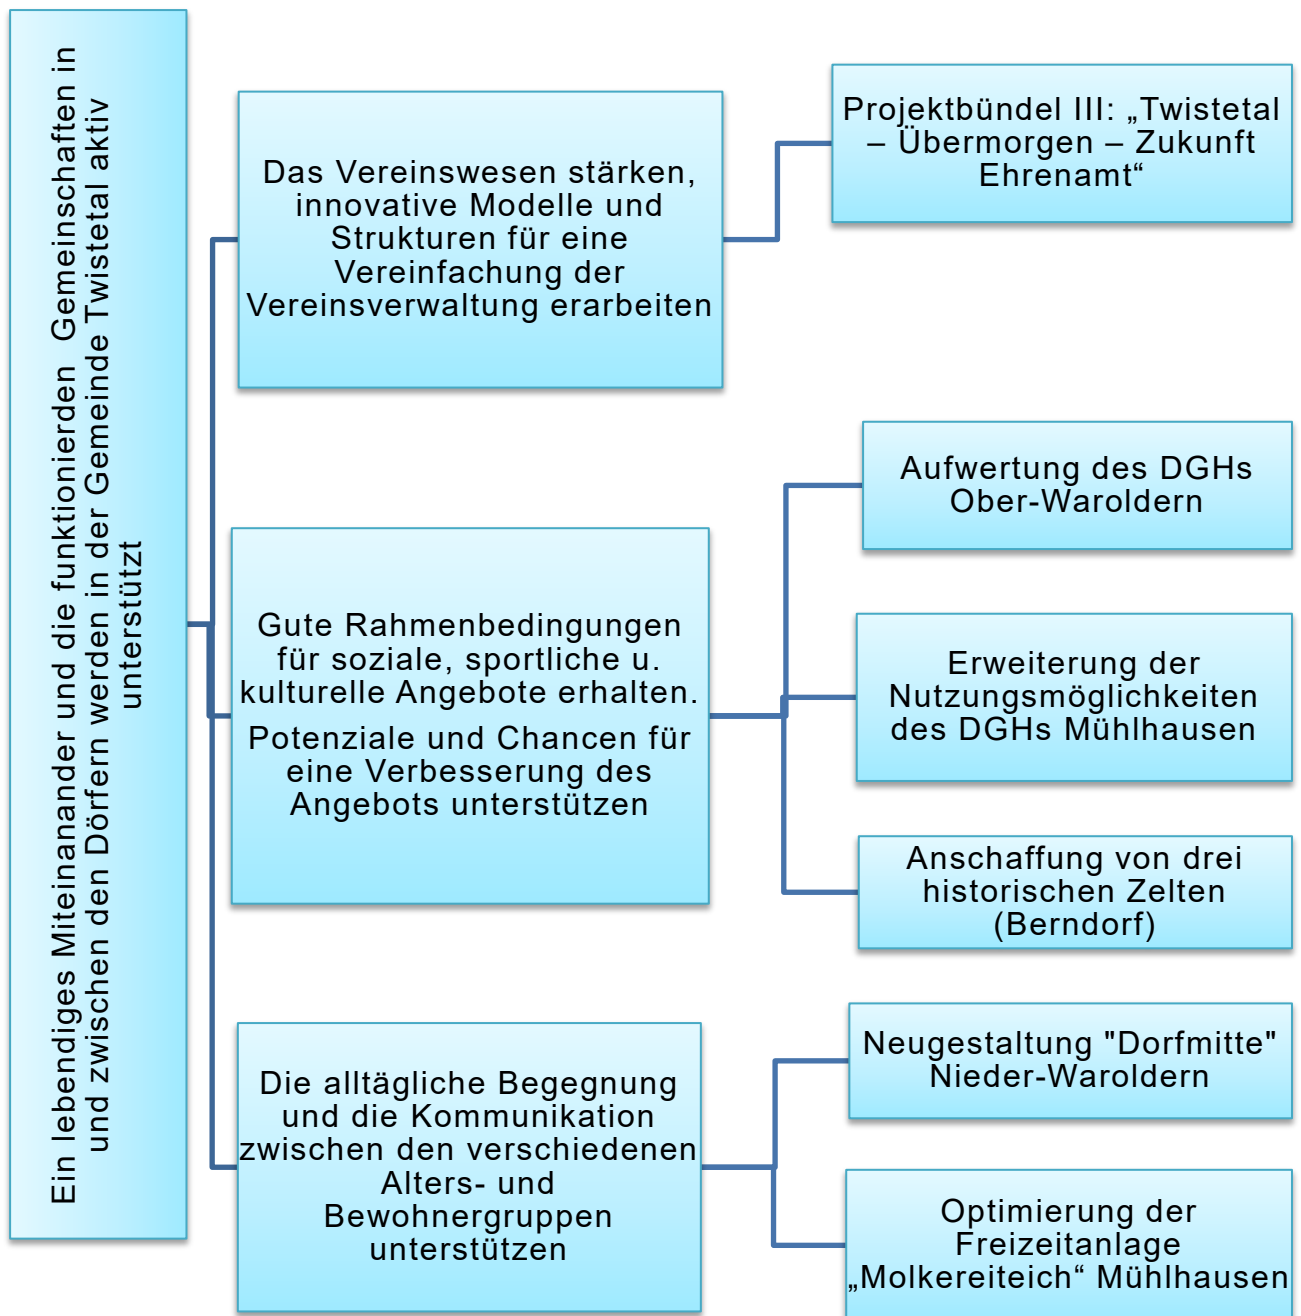 Ein lebendiges Miteinander und die funktionierden Gemeinschaften in
und zwischen den Dörfern werden in der Gemeinde Twistetal aktiv
unterstützt
Das Vereinswesen stärken,
innovative Modelle und
Strukturen für eine
Vereinfachung der
Vereinsverwaltung erarbeiten
Projektbündel III: „Twistetal
– Übermorgen – Zukunft
Ehrenamt“
Gute Rahmenbedingungen
für soziale, sportliche u.
kulturelle Angebote erhalten.
Potenziale und Chancen für
eine Verbesserung des
Angebots unterstützen
Aufwertung des DGHs
Ober-Waroldern
Erweiterung der
Nutzungsmöglichkeiten
des DGHs Mühlhausen
Anschaffung von drei
historischen Zelten
(Berndorf)
Die alltägliche Begegnung
und die Kommunikation
zwischen den verschiedenen
Alters- und
Bewohnergruppen
unterstützen
Neugestaltung "Dorfmitte"
Nieder-Waroldern
Optimierung der
Freizeitanlage
„Molkereiteich“ Mühlhausen